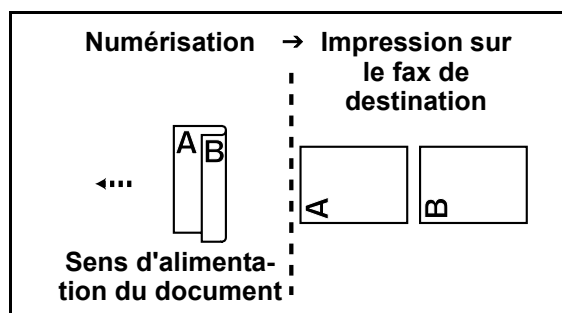 Numérisation → Impression sur
le fax de
destination
A
B
A
B
Sens d'alimenta-
tion du document